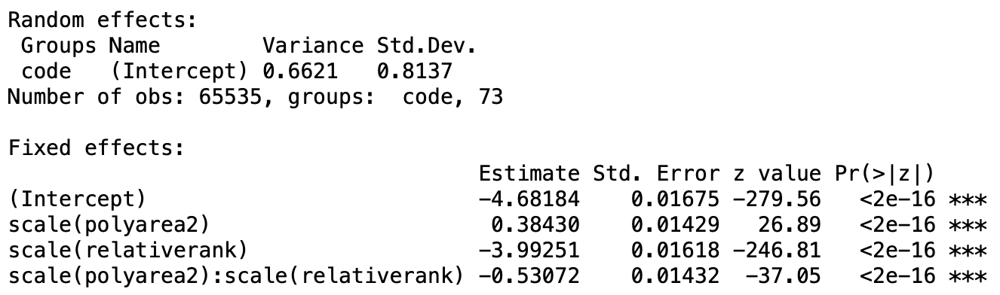 Random effects:
Groups Name Variance Std.Dev.
code (Intercept) 0.6621 0.8137
Number of obs: 65535, groups: code, 73
Fixed effects:
Estimate Std. Error z value Pr(>|z|)
(Intercept) -4.68184 0.01675 -279.56 <2e-16 ***
scale(polyarea2) 0.38430 0.01429 26.89 <2e-16 ***
scale(relativerank) -3.99251 0.01618 -246.81 <2e-16 ***
scale(polyarea2):scale(relativerank) -0.53072 0.01432 -37.05 <2e-16 ***